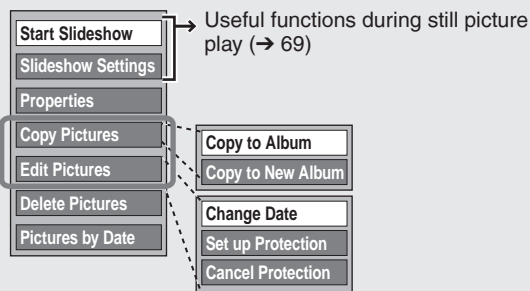 Start Slideshow
Slideshow Settings
Properties
Copy Pictures
Edit Pictures
Delete Pictures
Pictures by Date
Useful functions during still picture
play (➔ 69)
Copy to Album
Copy to New Album
Change Date
Set up Protection
Cancel Protection